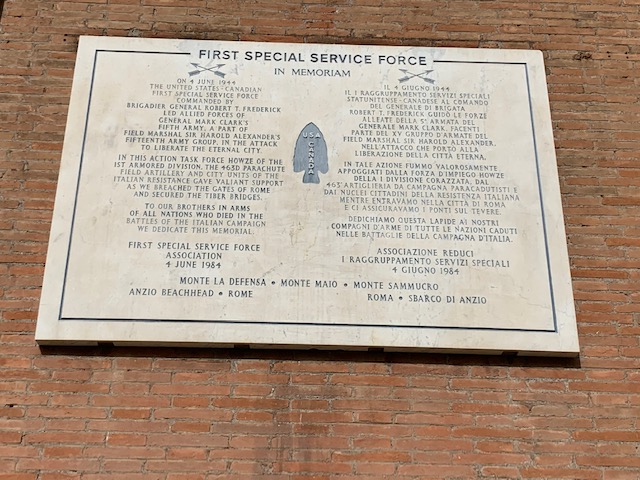 FIRST SPECIAL SERVICE FORCE
IN MEMORIAM
ON 4 JUNE 1944
THE UNITED STATES-CANADIAN
FIRST SPECIAL SERVICE FORCE
COMMANDED BY
BRIGADIER GENERAL ROBERT T. FREDERICK
LED ALLIED FORCES OF
GENERAL MARK CLARK'S
FIFTH ARMY, A PART OF
FIELD MARSHAL SIR HAROLD ALEXANDER'S
FIFTEENTH ARMY GROUP, IN THE ATTACK
TO LIBERATE THE ETERNAL CITY.
IN THIS ACTION TASK FORCE HOWZE OF THE
1ST ARMORED DIVISION, THE 463D PARACHUTE
FIELD ARTILLERY AND CITY UNITS OF THE
ITALIAN RESISTANCE GAVE VALIANT SUPPORT
AS WE BREACHED THE GATES OF ROME
AND SECURED THE TIBER BRIDGES.
TO OUR BROTHERS IN ARMS
OF ALL NATIONS WHO DIED IN THE
BATTLES OF THE ITALIAN CAMPAIGN
WE DEDICATE THIS MEMORIAL.
FIRST SPECIAL SERVICE FORCE
ASSOCIATION
4 JUNE 1984
USA
CANADA
IL 4 GIUGNO 1944
IL I RAGGRUPPAMENTO SERVIZI SPECIALI
STATUNITENSE-CANADESE AL COMANDO
DEL GENERALE DI BRIGATA
ROBERT T. FREDERICK GUIDÒ LE FORZE
ALLEATE DELLA 5ª ARMATA DEL
GENERALE MARK CLARK, FACENTI
PARTE DEL XV GRUPPO D'ARMATE DEL
FIELD MARSHAL SIR HAROLD ALEXANDER,
NELL'ATTACCO CHE PORTÒ ALLA
LIBERAZIONE DELLA CITTÀ ETERNA.
IN TALE AZIONE FUMMO VALOROSAMENTE
APPOGGIATI DALLA FORZA D'IMPIEGO HOWZE
DELLA I DIVISIONE CORAZZATA, DAL
463° ARTIGLIERIA DA CAMPAGNA PARACADUTISTI E
DAI NUCLEI CITTADINI DELLA RESISTENZA ITALIANA
MENTRE ENTRAVAMO NELLA CITTÀ DI ROMA
E CI ASSICURAVAMO I PONTI SUL TEVERE.
DEDICHIAMO QUESTA LAPIDE AI NOSTRI
COMPAGNI D'ARME DI TUTTE LE NAZIONI CADUTI
NELLE BATTAGLIE DELLA CAMPAGNA D'ITALIA.
ASSOCIAZIONE REDUCI
I RAGGRUPPAMENTO SERVIZI SPECIALI
4 GIUGNO 1984
MONTE LA DEFENSA • MONTE MAIO • MONTE SAMMUCRO
ANZIO BEACHHEAD • ROME
ROMA • SBARCO DI ANZIO